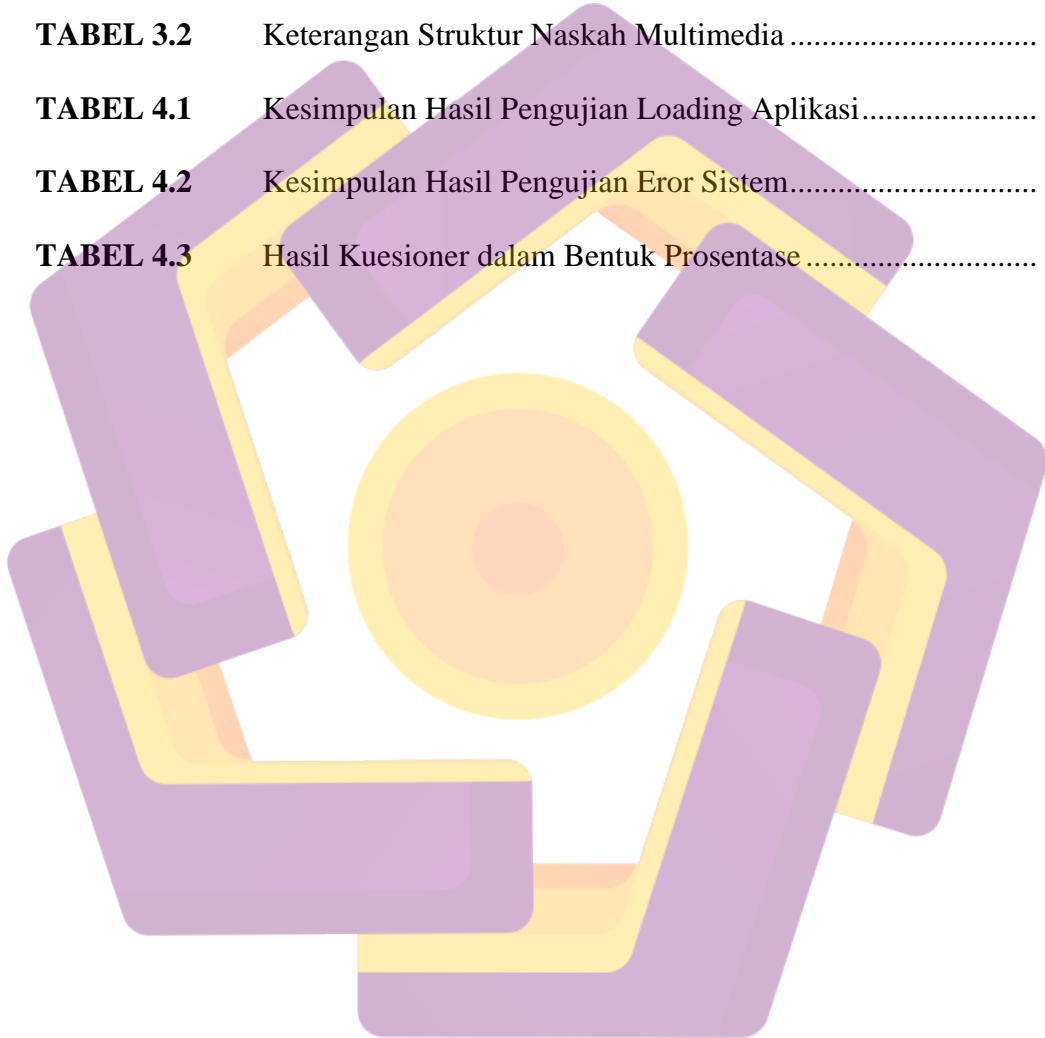 TABEL 3.2 Keterangan Struktur Naskah Multimedia ...............................
TABEL 4.1 Kesimpulan Hasil Pengujian Loading Aplikasi......................
TABEL 4.2 Kesimpulan Hasil Pengujian Eror Sistem...............................
TABEL 4.3 Hasil Kuesioner dalam Bentuk Prosentase .............................